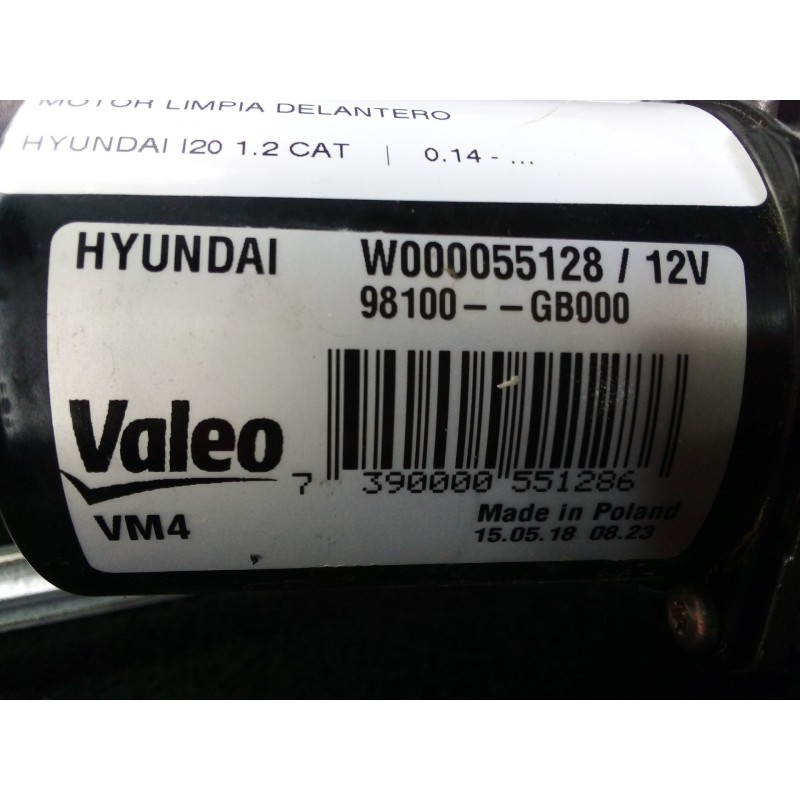 MOTOR LIMPIA DELANTERO
HYUNDAI I20 1.2 CAT | 0.14 - ...
HYUNDAI W000055128 / 12V
98100--GB000
Valeo
7 390000 551286
VM4
Made in Poland
15.05.18 08.23